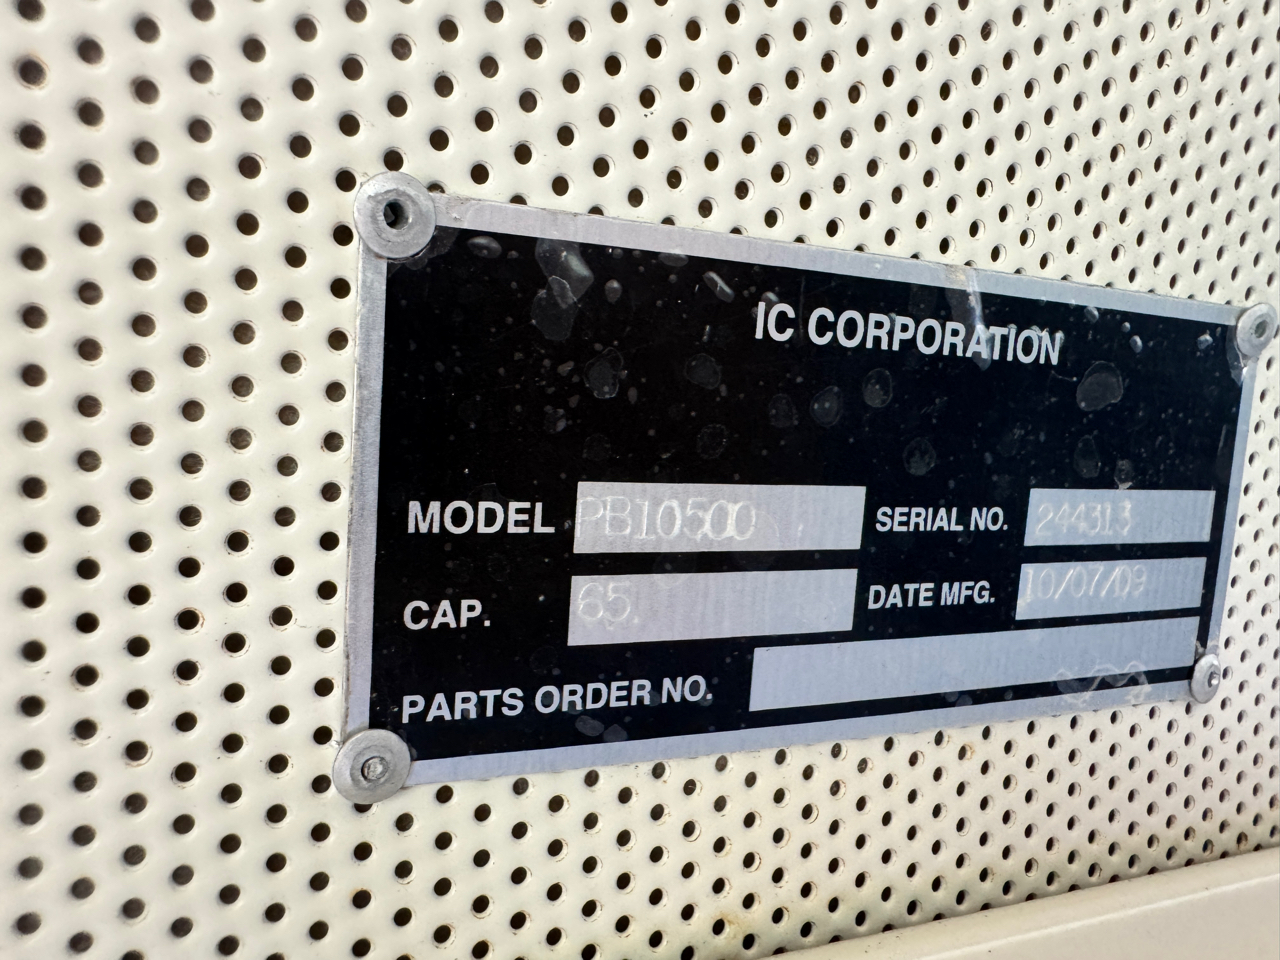 IC CORPORATION
MODEL PB10500 SERIAL NO. 244313
CAP. 65. DATE MFG. 10/07/09
PARTS ORDER NO.